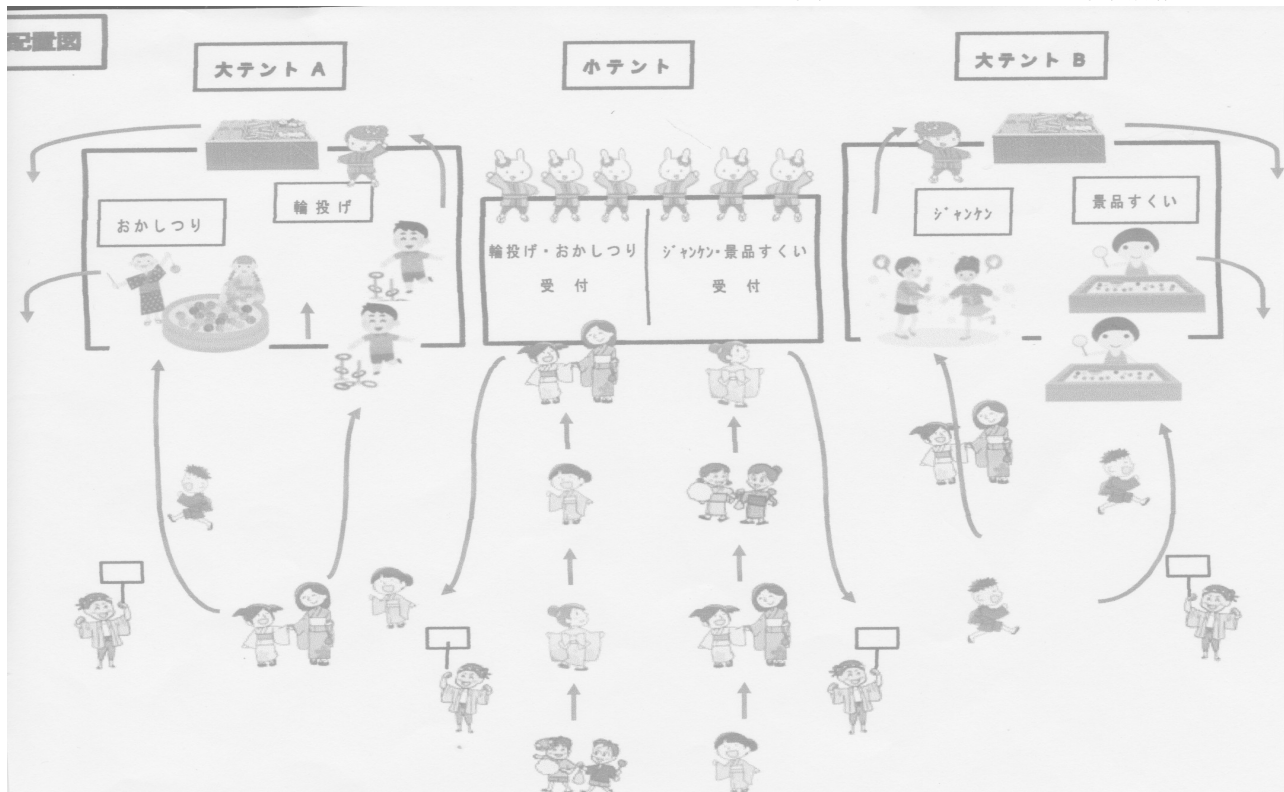 配置図
大テント A
小テント
大テント B
おかしつり
輪投げ
輪投げ・おかしつり
受 付
ジャンケン・景品すくい
受 付
ジャンケン
景品すくい